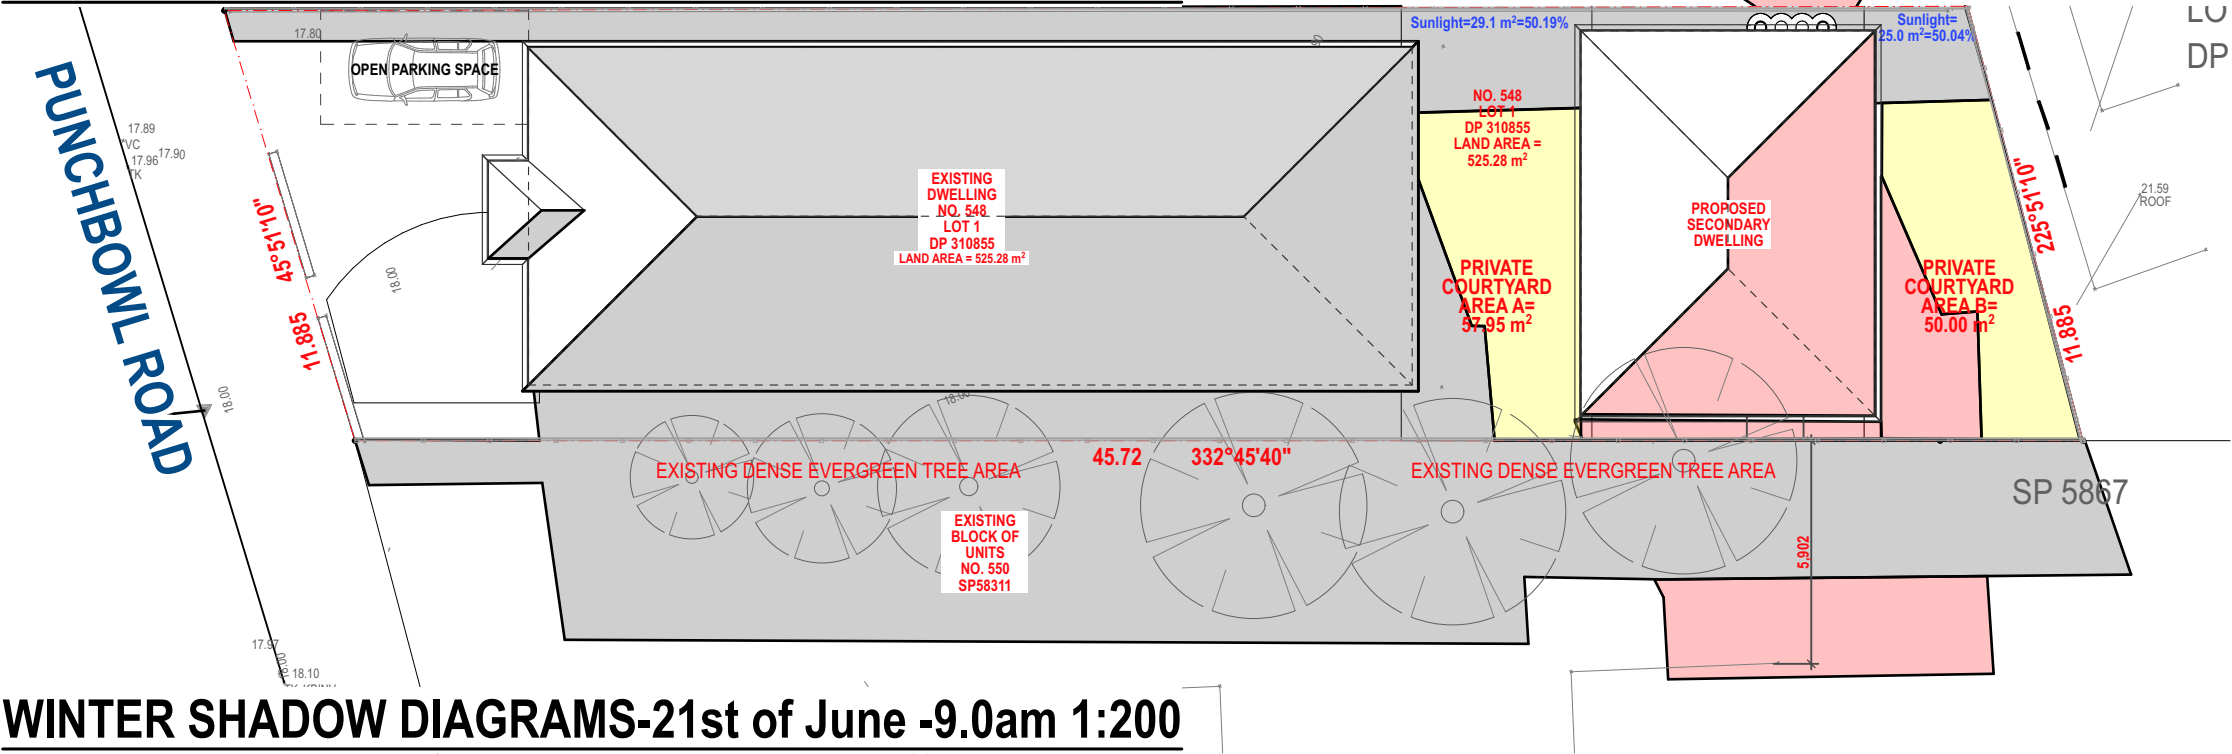 Sunlight=29.1 m²=50.19%
Sunlight=
25.0 m²=50.04%
LO
DP
17.80
OPEN PARKING SPACE
PUNCHBOWL ROAD
17.89
17.96
17.90
TK
45°51'10"
11.885
18.00
EXISTING
DWELLING
NO. 548
LOT 1
DP 310855
LAND AREA = 525.28 m²
NO. 548
LOT 1
DP 310855
LAND AREA =
525.28 m²
PRIVATE
COURTYARD
AREA A=
57.95 m²
PROPOSED
SECONDARY
DWELLING
PRIVATE
COURTYARD
AREA B=
50.00 m²
225°51'10"
11.885
21.59
ROOF
18.00
18.00
45.72
332°45'40"
EXISTING DENSE EVERGREEN TREE AREA
EXISTING DENSE EVERGREEN TREE AREA
SP 5867
EXISTING
BLOCK OF
UNITS
NO. 550
SP58311
5,902
17.97
18.00
18.10
WINTER SHADOW DIAGRAMS-21st of June -9.0am 1:200